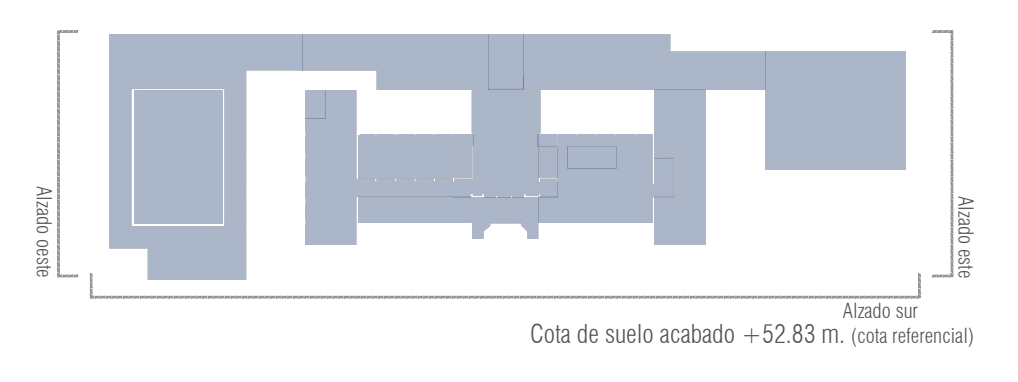 Alzado oeste
Alzado este
Alzado sur
Cota de suelo acabado +52.83 m. (cota referencial)